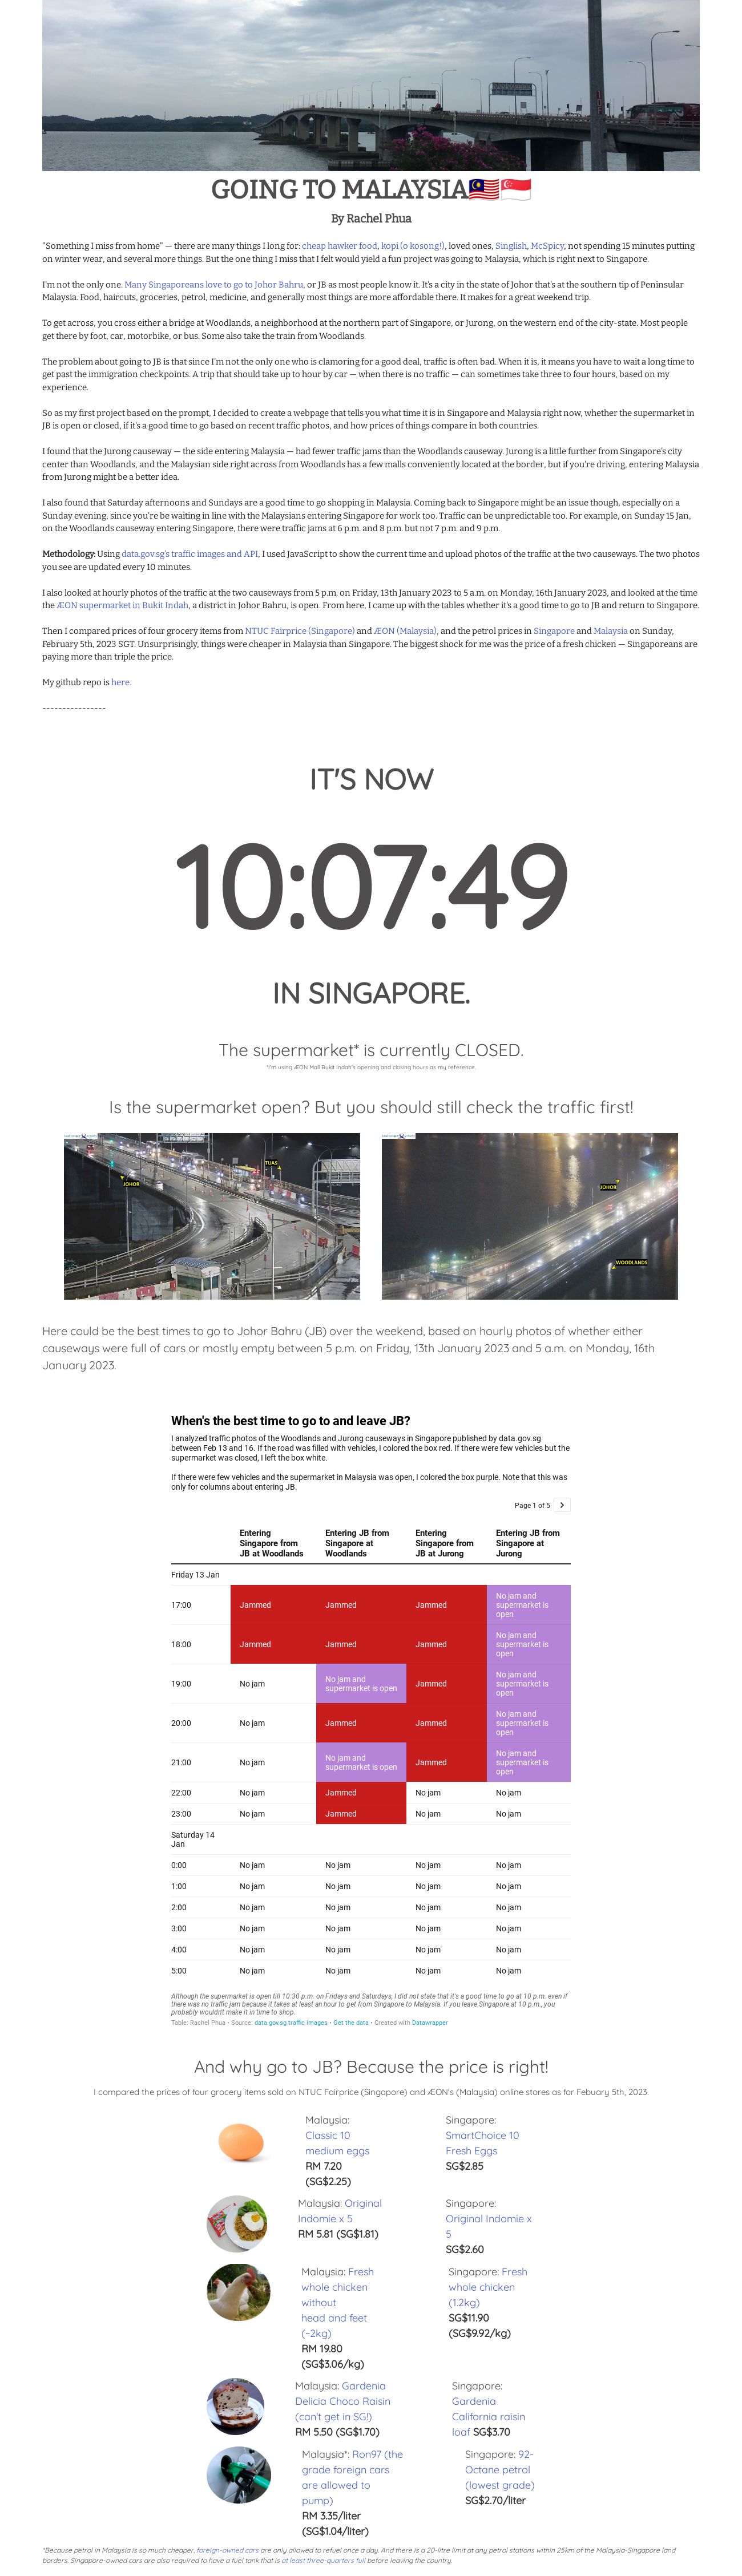 GOING TO MALAYSIA🇲🇾🇸🇬
By Rachel Phua
"Something I miss from home" — there are many things I long for: cheap hawker food, kopi (o kosong!), loved ones, Singlish, McSpicy, not spending 15 minutes putting
on winter wear, and several more things. But the one thing I miss that I felt would yield a fun project was going to Malaysia, which is right next to Singapore.
I'm not the only one. Many Singaporeans love to go to Johor Bahru, or JB as most people know it. It's a city in the state of Johor that's at the southern tip of Peninsular
Malaysia. Food, haircuts, groceries, petrol, medicine, and generally most things are more affordable there. It makes for a great weekend trip.
To get across, you cross either a bridge at Woodlands, a neighborhood at the northern part of Singapore, or Jurong, on the western end of the city-state. Most people
get there by foot, car, motorbike, or bus. Some also take the train from Woodlands.
The problem about going to JB is that since I'm not the only one who is clamoring for a good deal, traffic is often bad. When it is, it means you have to wait a long time to
get past the immigration checkpoints. A trip that should take up to hour by car — when there is no traffic — can sometimes take three to four hours, based on my
experience.
So as my first project based on the prompt, I decided to create a webpage that tells you what time it is in Singapore and Malaysia right now, whether the supermarket in
JB is open or closed, if it's a good time to go based on recent traffic photos, and how prices of things compare in both countries.
I found that the Jurong causeway — the side entering Malaysia — had fewer traffic jams than the Woodlands causeway. Jurong is a little further from Singapore's city
center than Woodlands, and the Malaysian side right across from Woodlands has a few malls conveniently located at the border, but if you're driving, entering Malaysia
from Jurong might be a better idea.
I also found that Saturday afternoons and Sundays are a good time to go shopping in Malaysia. Coming back to Singapore might be an issue though, especially on a
Sunday evening, since you're be waiting in line with the Malaysians entering Singapore for work too. Traffic can be unpredictable too. For example, on Sunday 15 Jan,
on the Woodlands causeway entering Singapore, there were traffic jams at 6 p.m. and 8 p.m. but not 7 p.m. and 9 p.m.
Methodology: Using data.gov.sg's traffic images and API, I used JavaScript to show the current time and upload photos of the traffic at the two causeways. The two photos
you see are updated every 10 minutes.
I also looked at hourly photos of the traffic at the two causeways from 5 p.m. on Friday, 13th January 2023 to 5 a.m. on Monday, 16th January 2023, and looked at the time
the ÆON supermarket in Bukit Indah, a district in Johor Bahru, is open. From here, I came up with the tables whether it's a good time to go to JB and return to Singapore.
Then I compared prices of four grocery items from NTUC Fairprice (Singapore) and ÆON (Malaysia), and the petrol prices in Singapore and Malaysia on Sunday,
February 5th, 2023 SGT. Unsurprisingly, things were cheaper in Malaysia than Singapore. The biggest shock for me was the price of a fresh chicken — Singaporeans are
paying more than triple the price.
My github repo is here.
----------------
IT'S NOW
10:07:49
IN SINGAPORE.
The supermarket* is currently CLOSED.
*I'm using ÆON Mall Bukit Indah's opening and closing hours as my reference.
Is the supermarket open? But you should still check the traffic first!
JOHOR
TUAS
JOHOR
WOODLANDS
Here could be the best times to go to Johor Bahru (JB) over the weekend, based on hourly photos of whether either
causeways were full of cars or mostly empty between 5 p.m. on Friday, 13th January 2023 and 5 a.m. on Monday, 16th
January 2023.
When's the best time to go to and leave JB?
I analyzed traffic photos of the Woodlands and Jurong causeways in Singapore published by data.gov.sg
between Feb 13 and 16. If the road was filled with vehicles, I colored the box red. If there were few vehicles but the
supermarket was closed, I left the box white.
If there were few vehicles and the supermarket in Malaysia was open, I colored the box purple. Note that this was
only for columns about entering JB.
Page 1 of 5 >
Entering Singapore from JB at Woodlands
Entering JB from Singapore at Woodlands
Entering Singapore from JB at Jurong
Entering JB from Singapore at Jurong
Friday 13 Jan
17:00 Jammed Jammed Jammed No jam and supermarket is open
18:00 Jammed Jammed Jammed No jam and supermarket is open
19:00 No jam No jam and supermarket is open Jammed No jam and supermarket is open
20:00 No jam Jammed Jammed No jam and supermarket is open
21:00 No jam No jam and supermarket is open Jammed No jam and supermarket is open
22:00 No jam Jammed No jam No jam
23:00 No jam Jammed No jam No jam
Saturday 14 Jan
0:00 No jam No jam No jam No jam
1:00 No jam No jam No jam No jam
2:00 No jam No jam No jam No jam
3:00 No jam No jam No jam No jam
4:00 No jam No jam No jam No jam
5:00 No jam No jam No jam No jam
Although the supermarket is open till 10:30 p.m. on Fridays and Saturdays, I did not state that it's a good time to go at 10 p.m. even if
there was no traffic jam because it takes at least an hour to get from Singapore to Malaysia. If you leave Singapore at 10 p.m., you
probably wouldn't make it in time to shop.
Table: Rachel Phua • Source: data.gov.sg traffic images • Get the data • Created with Datawrapper
And why go to JB? Because the price is right!
I compared the prices of four grocery items sold on NTUC Fairprice (Singapore) and ÆON's (Malaysia) online stores as for Febuary 5th, 2023.
Malaysia:
Classic 10
medium eggs
RM 7.20
(SG$2.25)
Singapore:
SmartChoice 10
Fresh Eggs
SG$2.85
Malaysia: Original
Indomie x 5
RM 5.81 (SG$1.81)
Singapore:
Original Indomie x
5
SG$2.60
Malaysia: Fresh
whole chicken
without
head and feet
(~2kg)
RM 19.80
(SG$3.06/kg)
Singapore: Fresh
whole chicken
(1.2kg)
SG$11.90
(SG$9.92/kg)
Malaysia: Gardenia
Delicia Choco Raisin
(can't get in SG!)
RM 5.50 (SG$1.70)
Singapore:
Gardenia
California raisin
loaf SG$3.70
Malaysia*: Ron97 (the
grade foreign cars
are allowed to
pump)
RM 3.35/liter
(SG$1.04/liter)
Singapore: 92-
Octane petrol
(lowest grade)
SG$2.70/liter
*Because petrol in Malaysia is so much cheaper, foreign-owned cars are only allowed to refuel once a day. And there is a 20-litre limit at any petrol stations within 25km of the Malaysia-Singapore land
borders. Singapore-owned cars are also required to have a fuel tank that is at least three-quarters full before leaving the country.